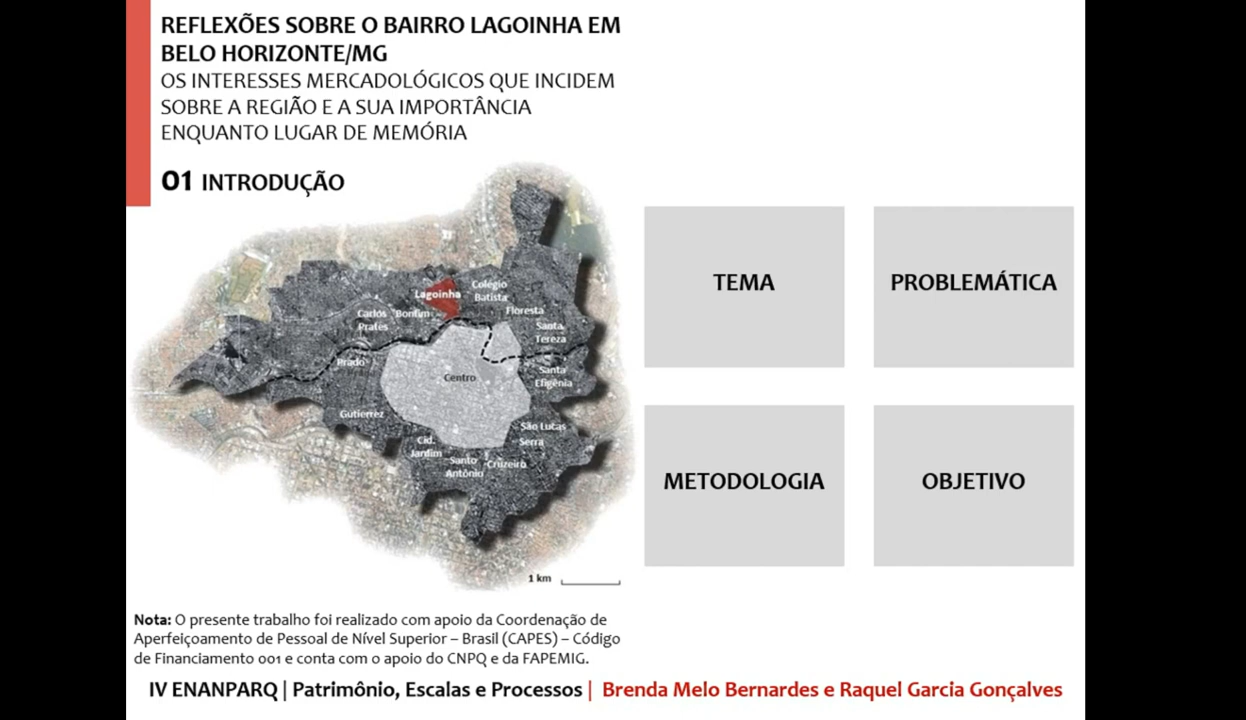 REFLEXÕES SOBRE O BAIRRO LAGOINHA EM
BELO HORIZONTE/MG
OS INTERESSES MERCADOLÓGICOS QUE INCIDEM
SOBRE A REGIÃO E A SUA IMPORTÂNCIA
ENQUANTO LUGAR DE MEMÓRIA
01 INTRODUÇÃO
Lagoinha
Colégio
Batista
Carlos
Prates
Bonfim
Floresta
Santa
Tereza
Prado
Centro
Santa
Efigênia
Gutierrez
São Lucas
Serra
Cid.
Jardim
Santo
Antônio
Cruzeiro
1 km
TEMA
PROBLEMÁTICA
METODOLOGIA
OBJETIVO
Nota: O presente trabalho foi realizado com apoio da Coordenação de
Aperfeiçoamento de Pessoal de Nível Superior – Brasil (CAPES) – Código
de Financiamento 001 e conta com o apoio do CNPQ e da FAPEMIG.
IV ENANPARQ | Patrimônio, Escalas e Processos | Brenda Melo Bernardes e Raquel Garcia Gonçalves